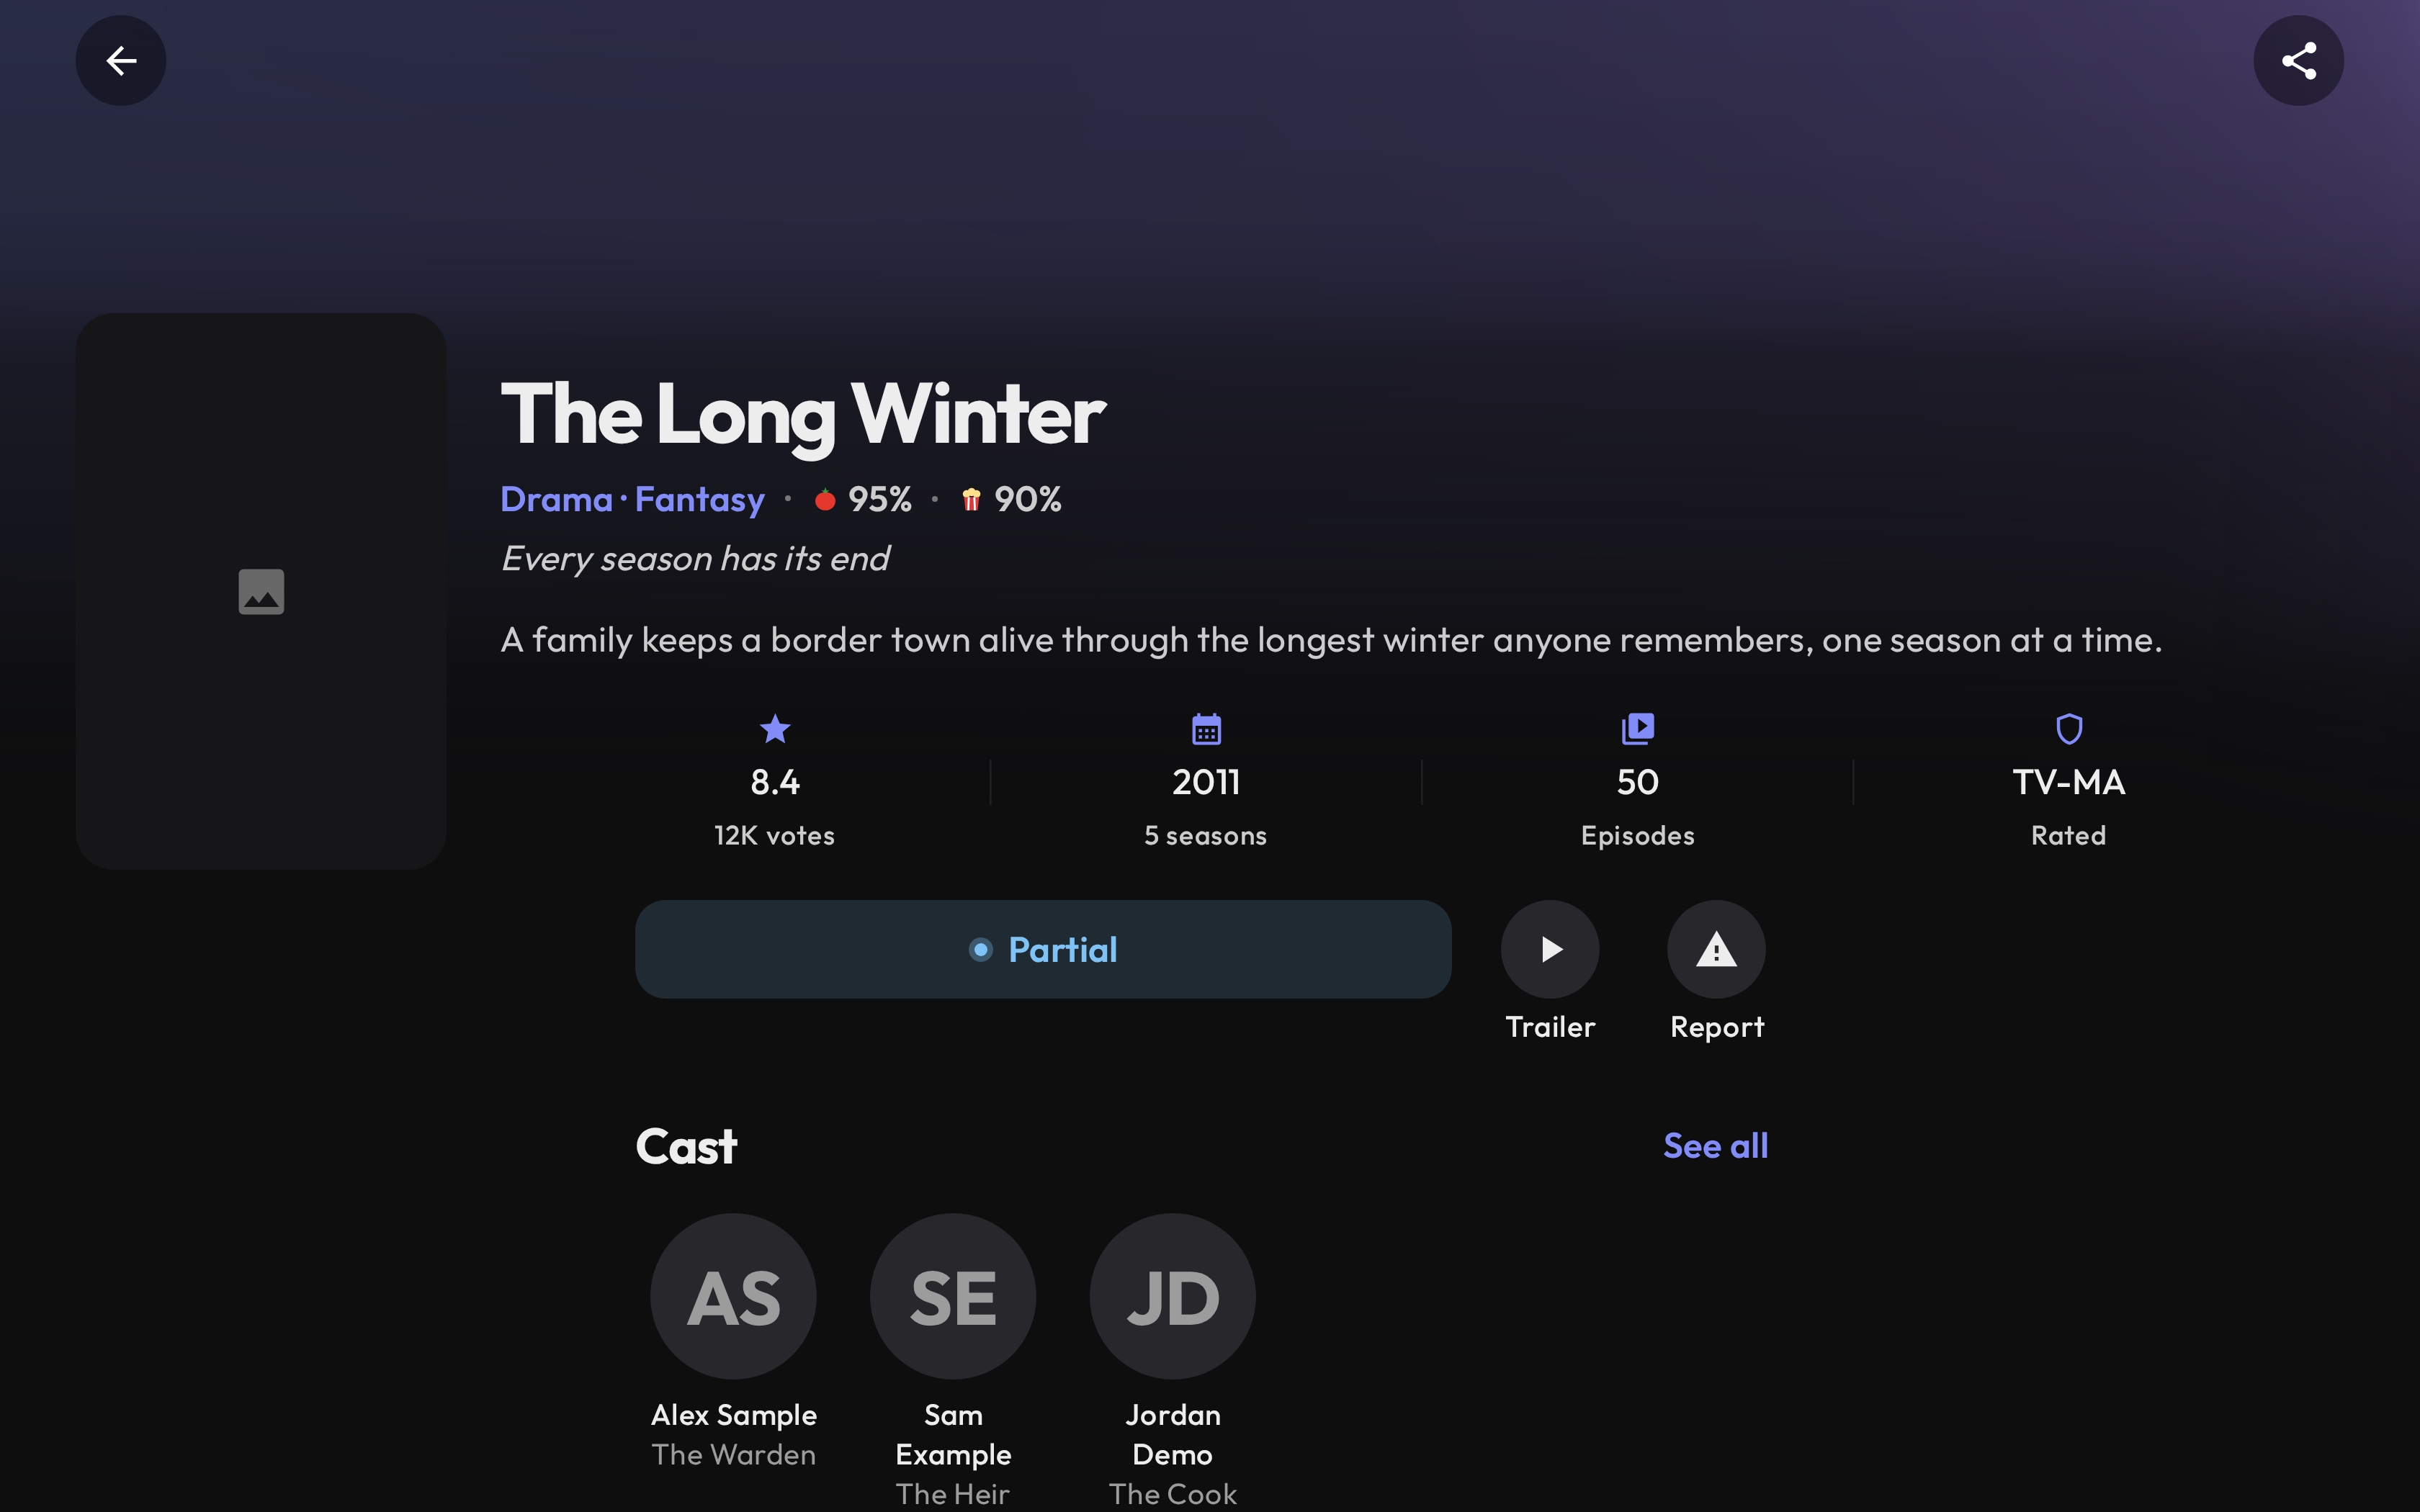 The Long Winter
Drama · Fantasy · 95% · 90%
Every season has its end
A family keeps a border town alive through the longest winter anyone remembers, one season at a time.
8.4 2011 50 TV-MA
12K votes 5 seasons Episodes Rated
Partial
Trailer Report
Cast See all
AS SE JD
Alex Sample Sam Jordan
The Warden Example Demo
The Heir The Cook